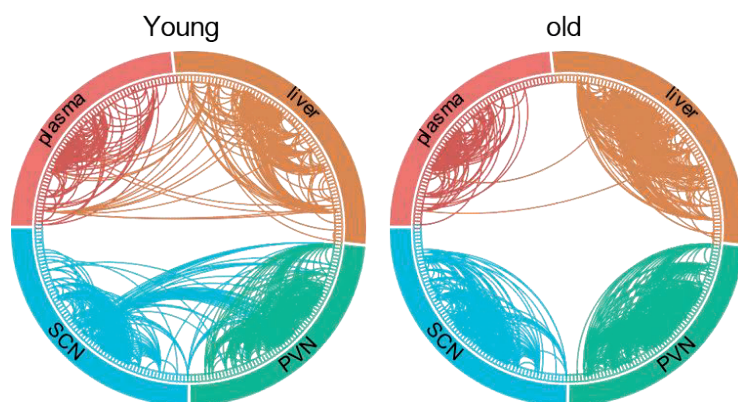 Young
old
plasma
liver
SCN
PVN
plasma
liver
SCN
PVN